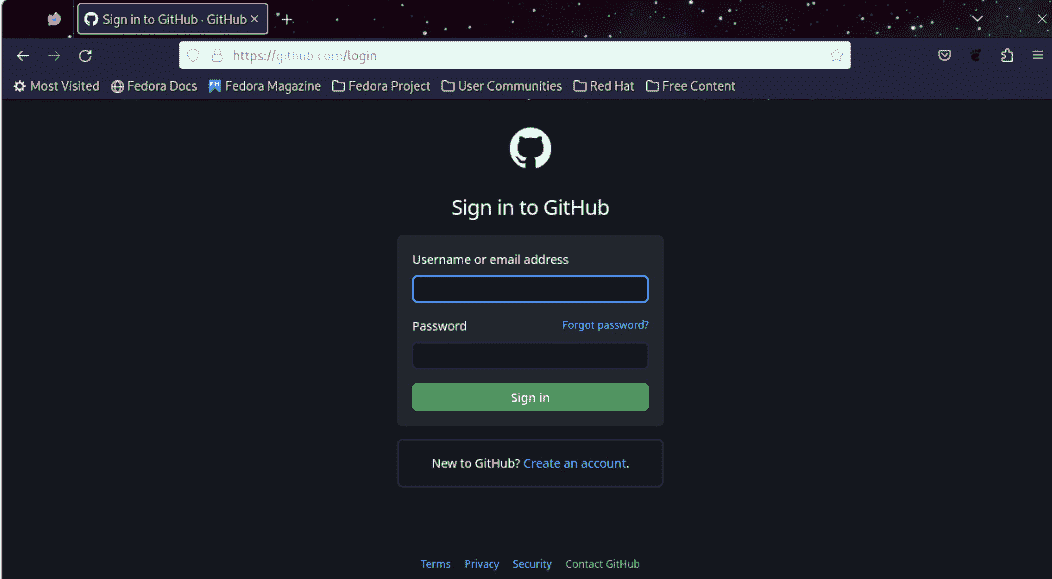 Sign in to GitHub · GitHub
https://github.com/login
Most Visited Fedora Docs Fedora Magazine Fedora Project User Communities Red Hat Free Content
Sign in to GitHub
Username or email address
Password Forgot password?
Sign in
New to GitHub? Create an account.
Terms Privacy Security Contact GitHub